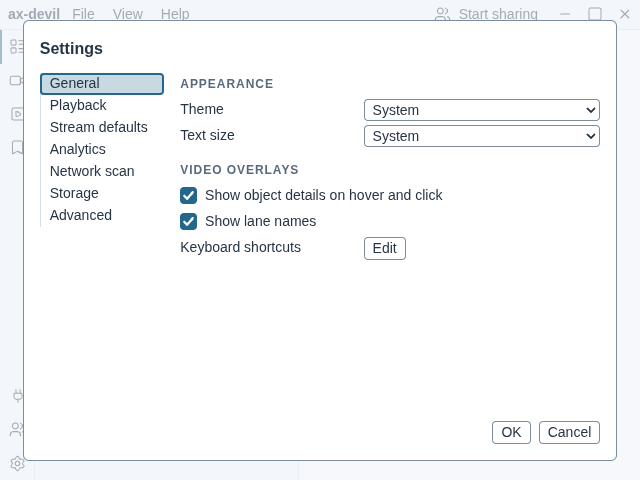 ax-devil File View Help Start sharing
Settings
General
Playback
Stream defaults
Analytics
Network scan
Storage
Advanced
APPEARANCE
Theme System
Text size System
VIDEO OVERLAYS
Show object details on hover and click
Show lane names
Keyboard shortcuts Edit
OK Cancel